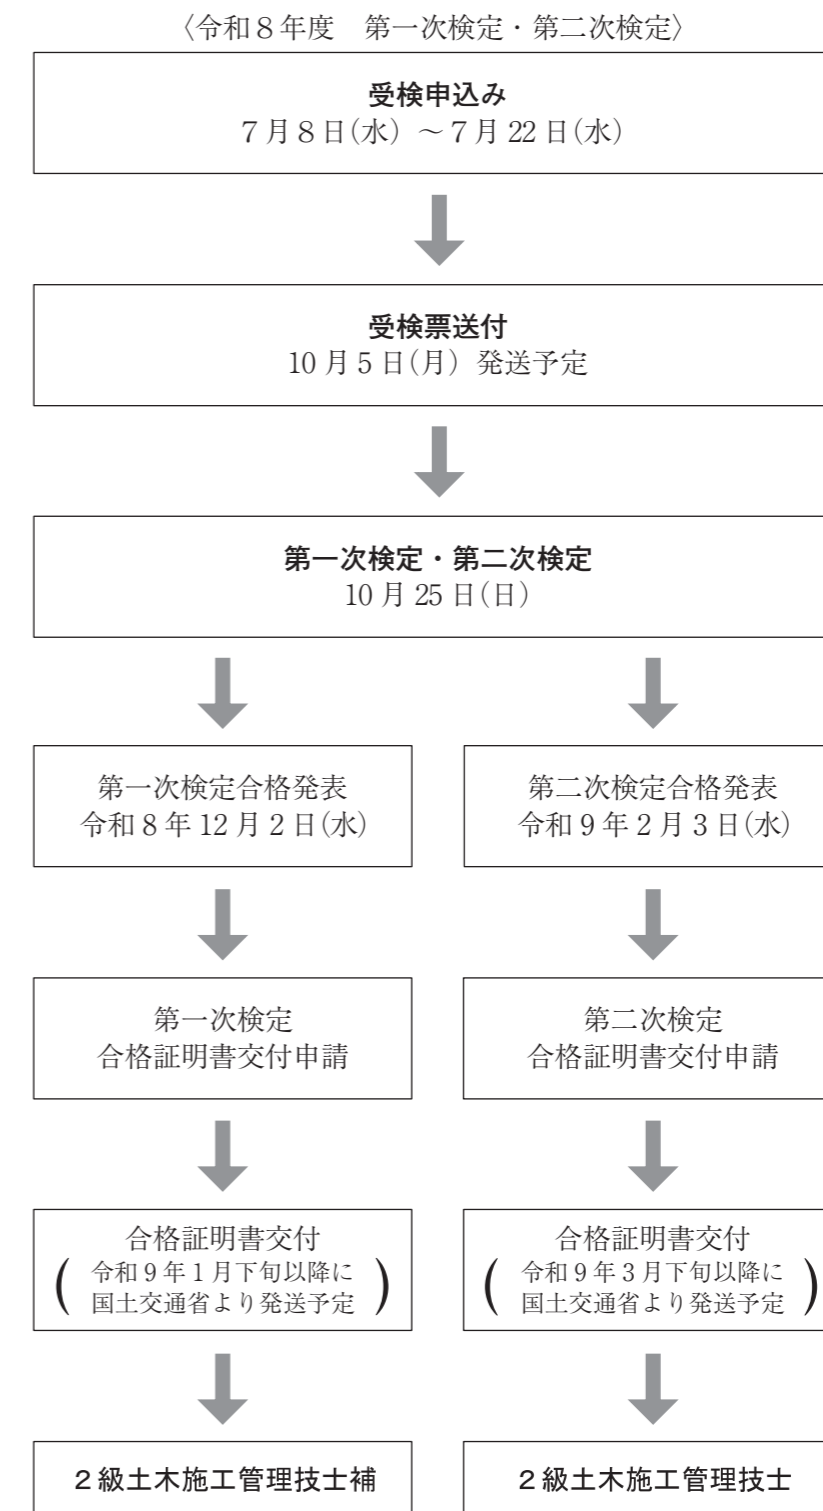 〈令和８年度　第一次検定・第二次検定〉
受検申込み
７月８日(水) ～７月 22 日(水)
受検票送付
10 月５日(月) 発送予定
第一次検定・第二次検定
10 月 25 日(日)
第一次検定合格発表
令和８年 12 月２日(水)
第二次検定合格発表
令和９年２月３日(水)
第一次検定
合格証明書交付申請
第二次検定
合格証明書交付申請
合格証明書交付
(令和９年１月下旬以降に
国土交通省より発送予定)
合格証明書交付
(令和９年３月下旬以降に
国土交通省より発送予定)
２級土木施工管理技士補
２級土木施工管理技士